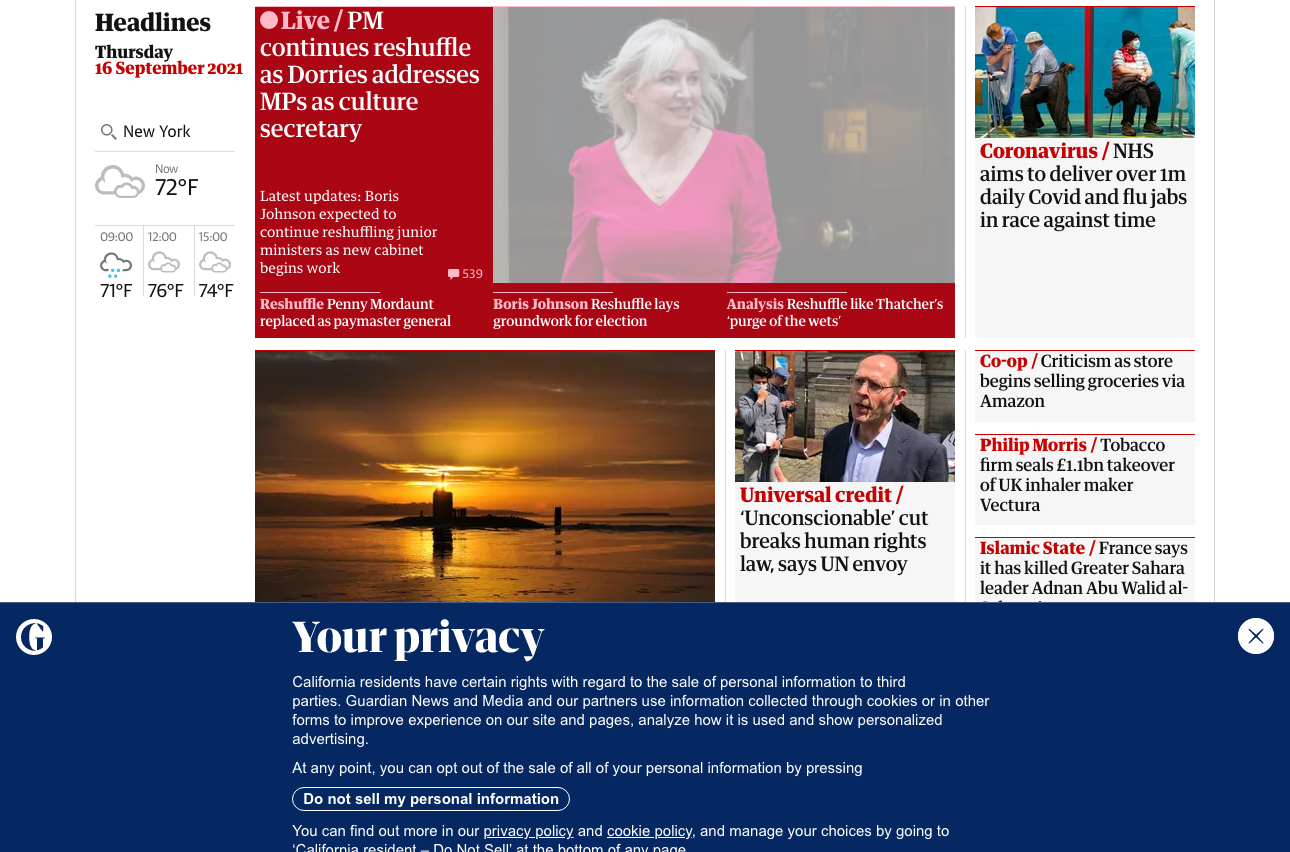 Headlines
Thursday
16 September 2021
New York
Now
72°F
09:00
12:00
15:00
71°F
76°F
74°F
Live / PM
continues reshuffle
as Dorries addresses
MPs as culture
secretary
Latest updates: Boris
Johnson expected to
continue reshuffling junior
ministers as new cabinet
begins work
539
Reshuffle Penny Mordaunt
replaced as paymaster general
Boris Johnson Reshuffle lays
groundwork for election
Analysis Reshuffle like Thatcher’s
‘purge of the wets’
Coronavirus / NHS
aims to deliver over 1m
daily Covid and flu jabs
in race against time
Universal credit /
‘Unconscionable’ cut
breaks human rights
law, says UN envoy
Co-op / Criticism as store
begins selling groceries via
Amazon
Philip Morris / Tobacco
firm seals £1.1bn takeover
of UK inhaler maker
Vectura
Islamic State / France says
it has killed Greater Sahara
leader Adnan Abu Walid al-
Your privacy
California residents have certain rights with regard to the sale of personal information to third
parties. Guardian News and Media and our partners use information collected through cookies or in other
forms to improve experience on our site and pages, analyze how it is used and show personalized
advertising.
At any point, you can opt out of the sale of all of your personal information by pressing
Do not sell my personal information
You can find out more in our privacy policy and cookie policy, and manage your choices by going to
‘California resident – Do Not Sell’ at the bottom of any page